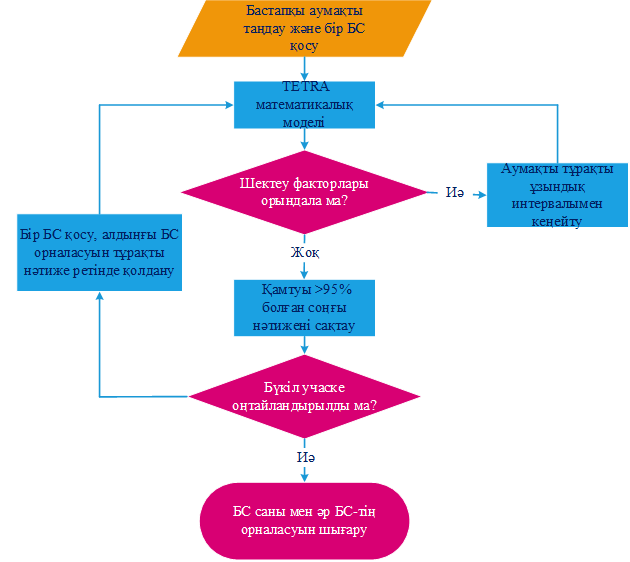 Бастапқы аумақты
таңдау және бір БС
қосу
TETRA
математикалық
моделі
Шектеу факторлары
орындала ма?
Иә
Аумақты тұрақты
ұзындық
интервалымен
кеңейту
Бір БС қосу, алдыңғы БС
орналасуын тұрақты
нәтиже ретінде қолдану
Жоқ
Қамтуы >95%
болған соңғы
нәтижені сақтау
Бүкіл учаске
оңтайландырылды ма?
Иә
БС саны мен әр БС-тің
орналасуын шығару